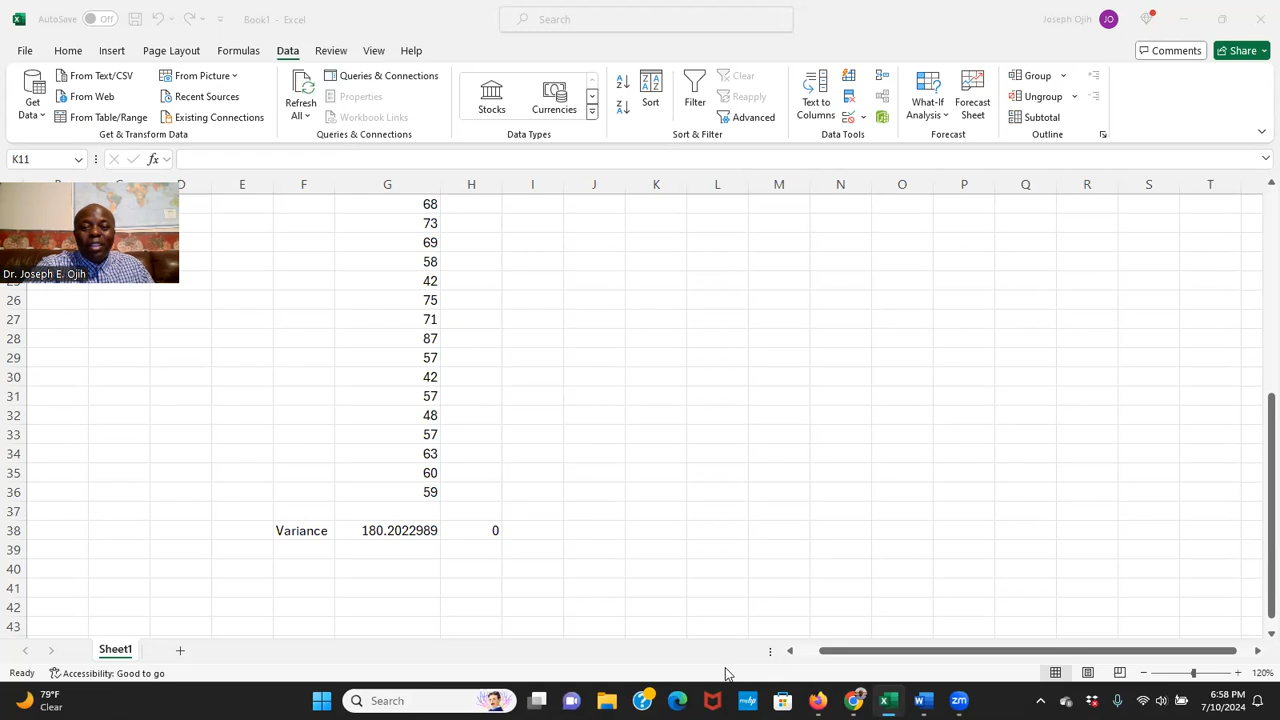 AutoSave Off Book1 - Excel Search Joseph Ojih JO
File Home Insert Page Layout Formulas Data Review View Help Comments Share
Get Data
From Text/CSV
From Web
From Table/Range
From Picture
Recent Sources
Existing Connections
Get & Transform Data
Refresh All
Queries & Connections
Properties
Workbook Links
Queries & Connections
Stocks Currencies
Data Types
Sort
Filter
Clear
Reapply
Advanced
Sort & Filter
Text to Columns
Data Tools
What-If Analysis
Forecast Sheet
Forecast
Group
Ungroup
Subtotal
Outline
K11 fx
E F G H I J K L M N O P Q R S T
68
73
69
58
42
26 75
27 71
28 87
29 57
30 42
31 57
32 48
33 57
34 63
35 60
36 59
37
38 Variance 180.2022989 0
39
40
41
42
43
Dr. Joseph E. Ojih
Sheet1
Ready Accessibility: Good to go 120%
79°F
Clear
Search
6:58 PM
7/10/2024